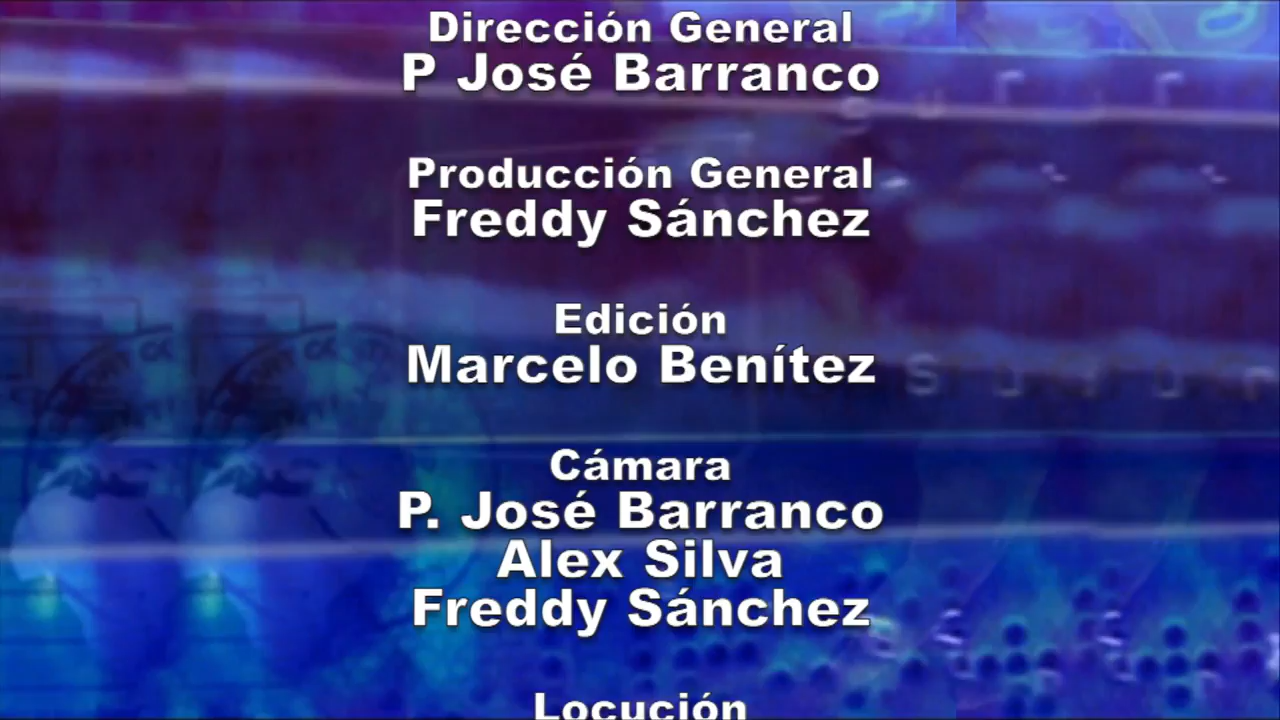 Dirección General
P José Barranco
Producción General
Freddy Sánchez
Edición
Marcelo Benítez
Cámara
P. José Barranco
Alex Silva
Freddy Sánchez
Locución